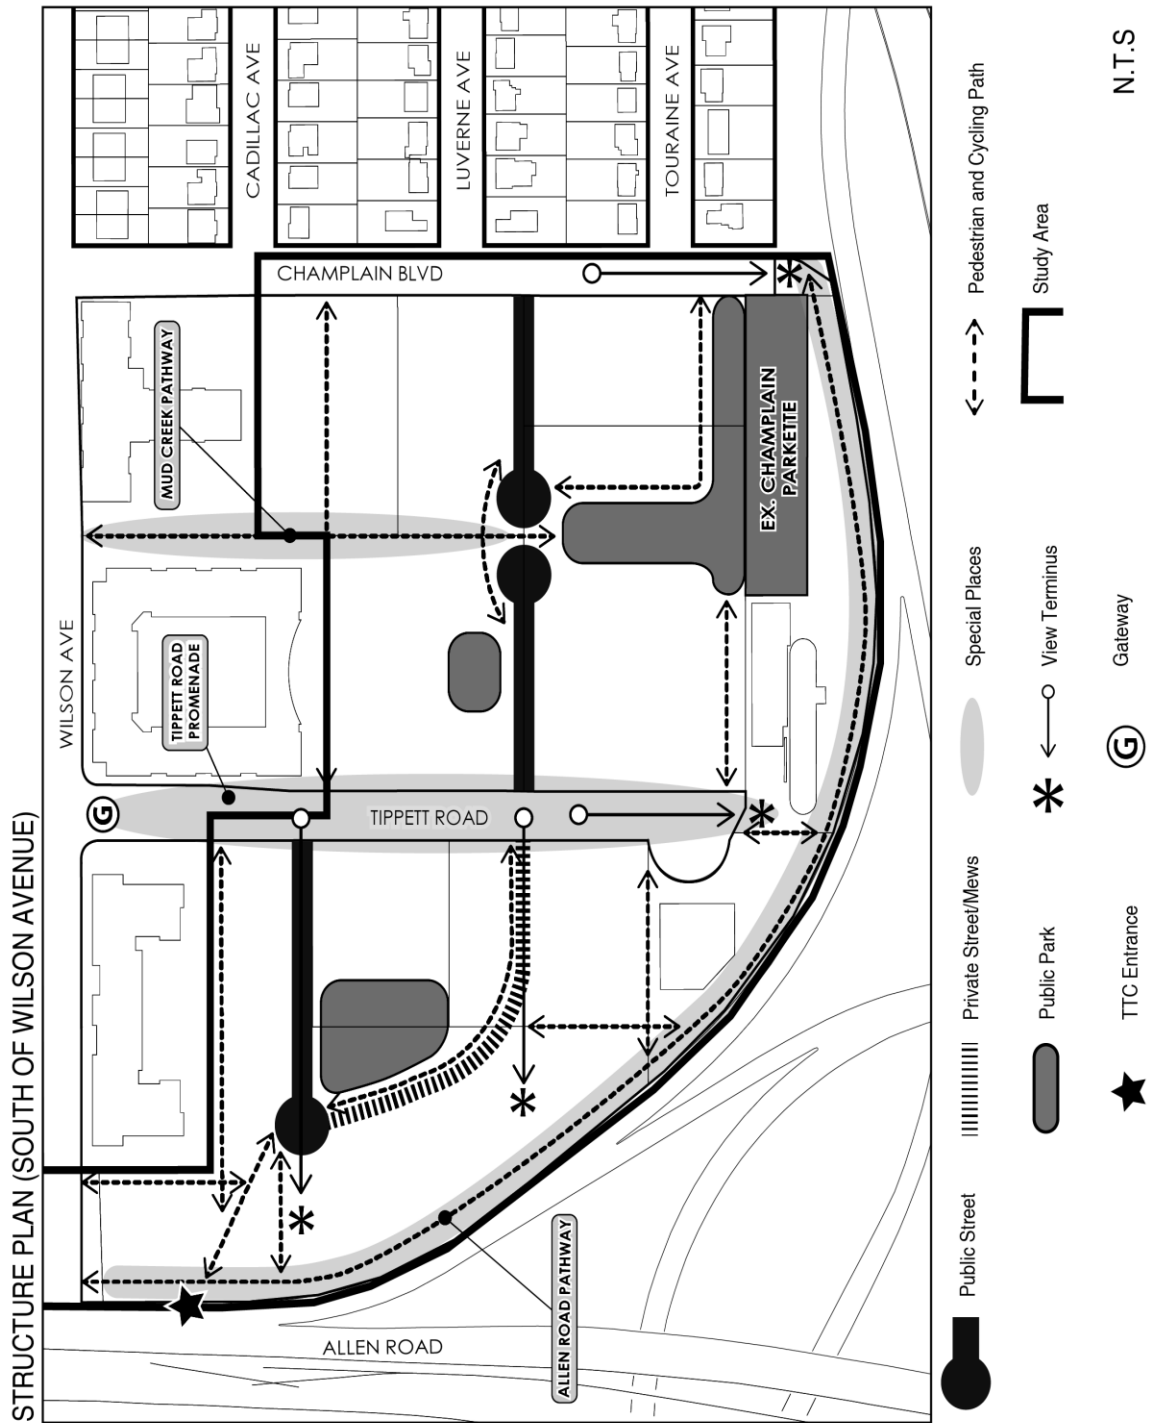 STRUCTURE PLAN (SOUTH OF WILSON AVENUE)
WILSON AVE
CADILLAC AVE
LUVERNE AVE
TOURAINE AVE
CHAMPLAIN BLVD
MUD CREEK PATHWAY
TIPPETT ROAD
PROMENADE
G
TIPPETT ROAD
EX. CHAMPLAIN
PARKETTE
ALLEN ROAD
ALLEN ROAD PATHWAY
Public Street
Private Street/Mews
Special Places
Pedestrian and Cycling Path
Public Park
View Terminus
Study Area
TTC Entrance
G
Gateway
N.T.S